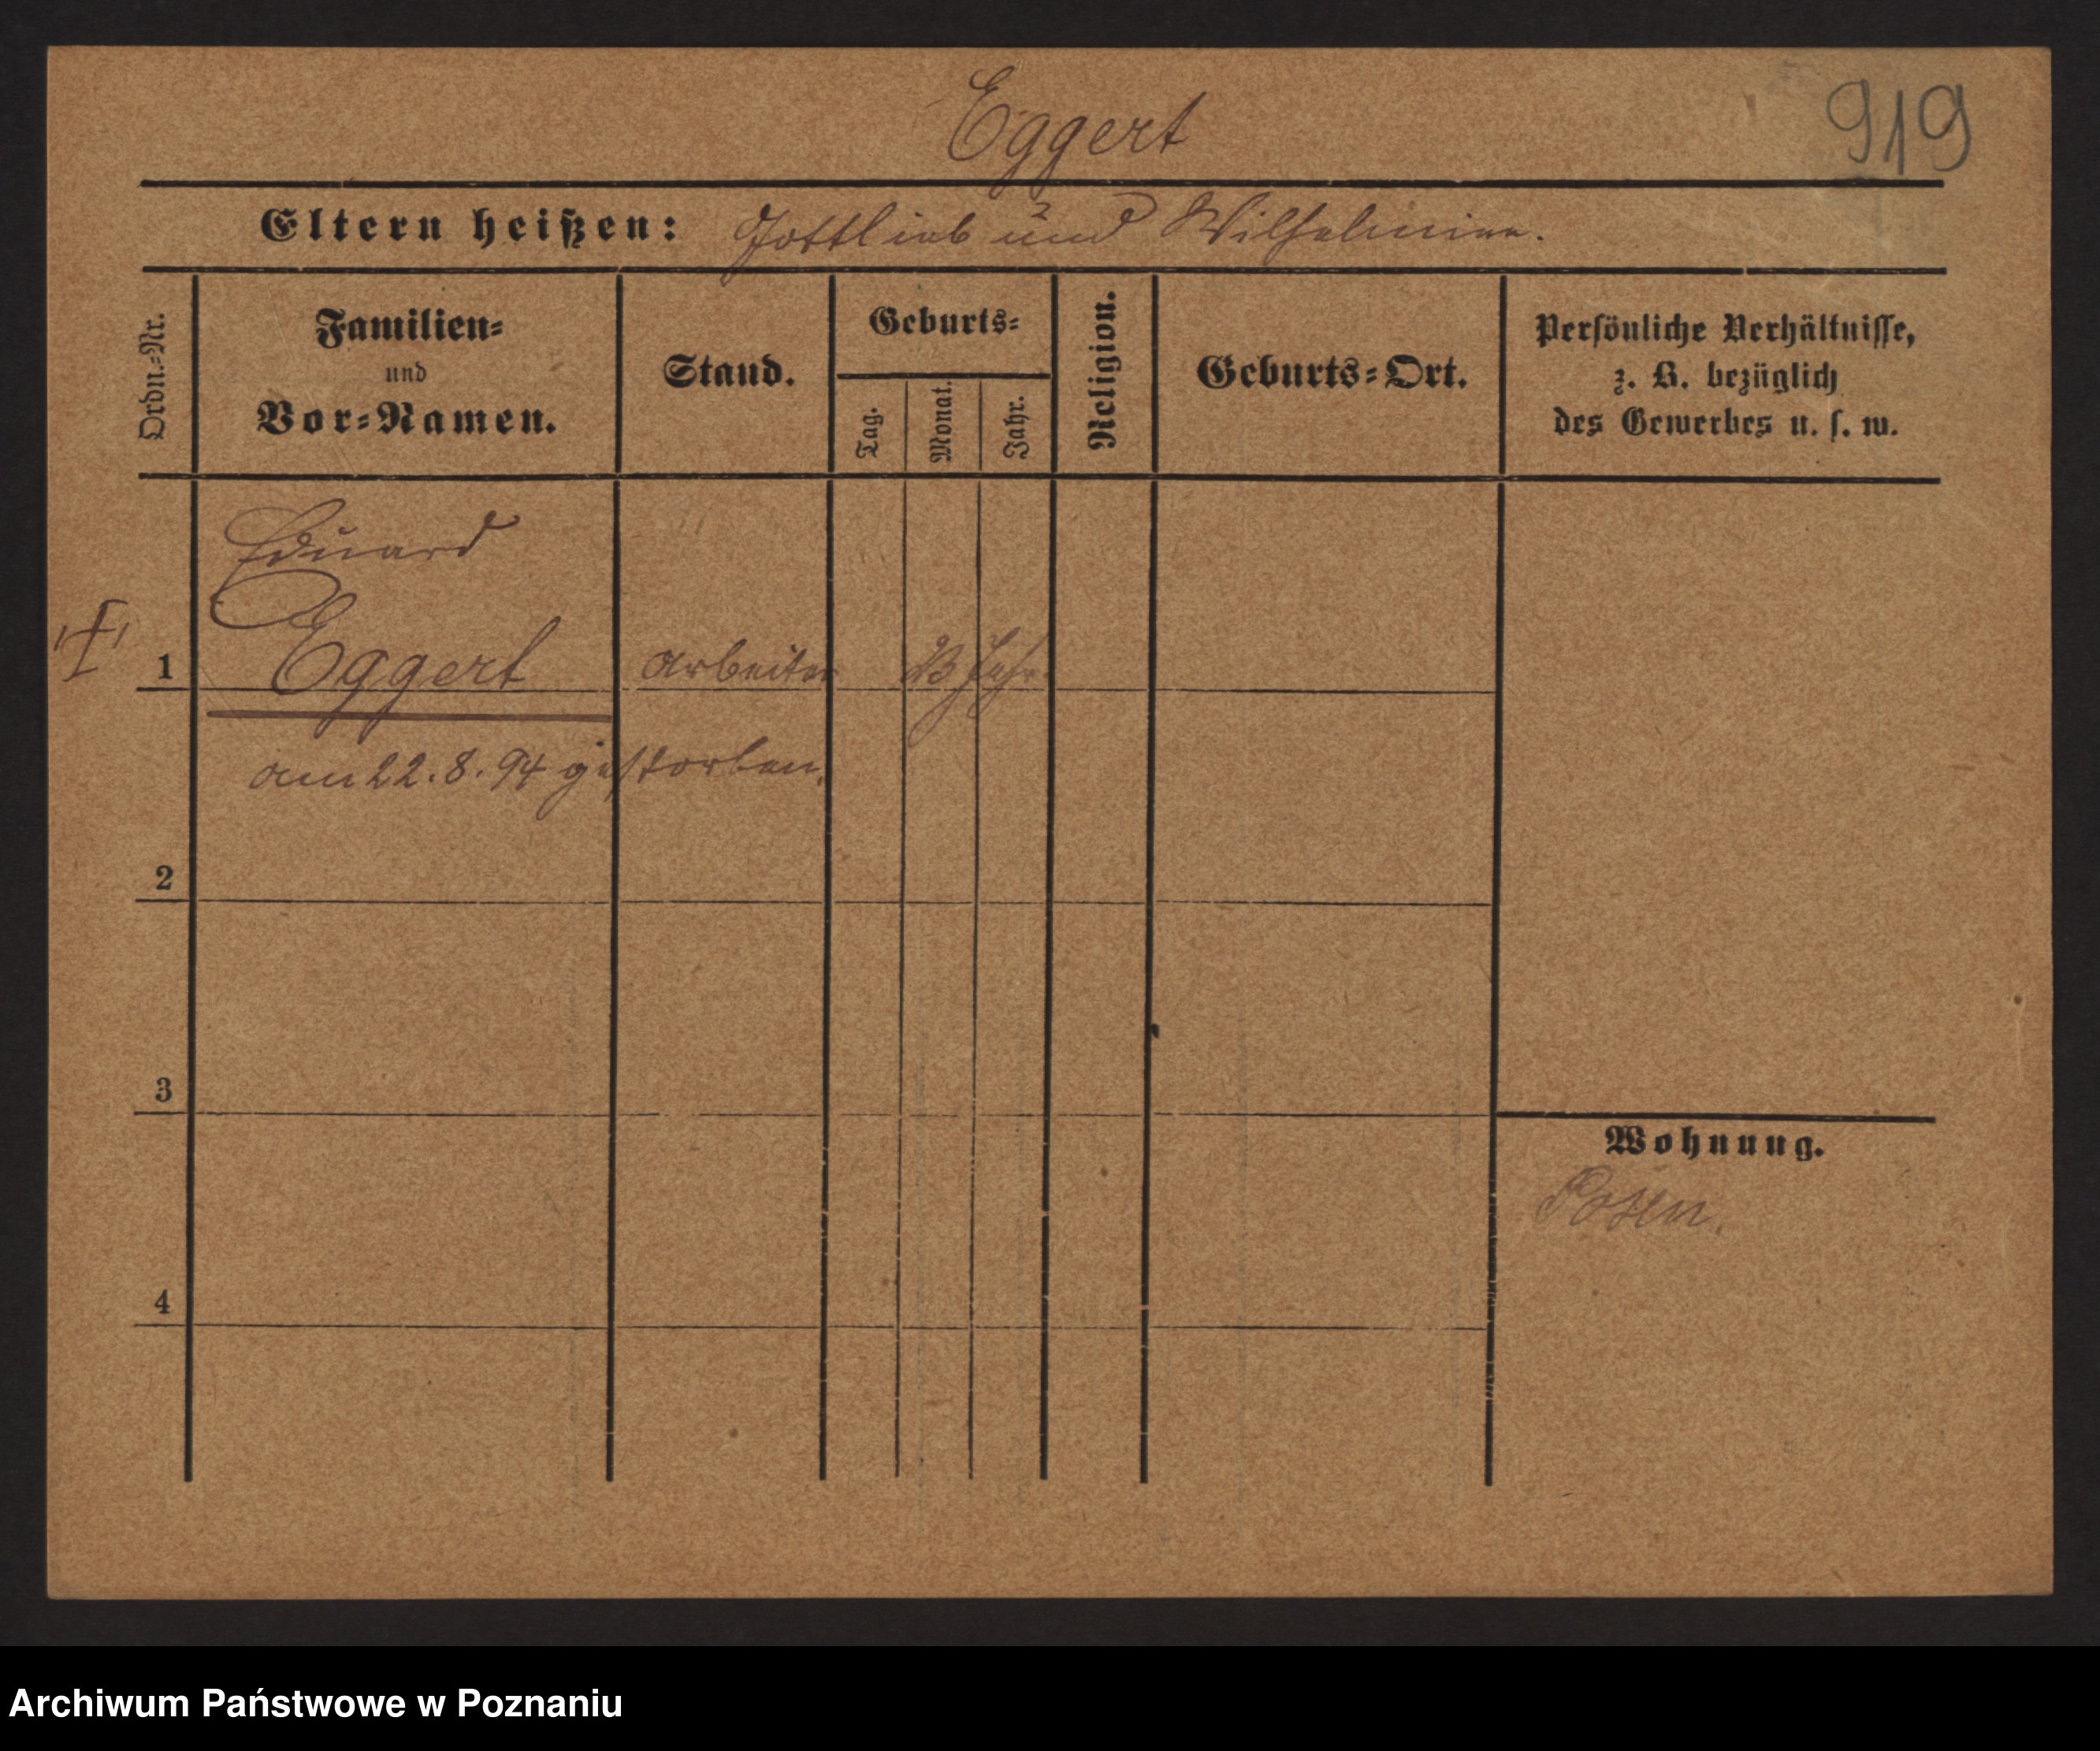 919
Eggert
Eltern heißen: Gottlieb und Wilhelmine.
Ordn.-Nr.
Familien-
und
Vor-Namen.
Stand.
Geburts-
Tag.
Monat.
Jahr.
Religion.
Geburts-Ort.
Persönliche Verhältnisse,
z. B. bezüglich
des Gewerbes u. s. w.
Eduard
1 Eggert Arbeiter 23 Jahr
am 22. 8. 94 gestorben.
2
3
4
Wohnung.
Posen.
Archiwum Państwowe w Poznaniu